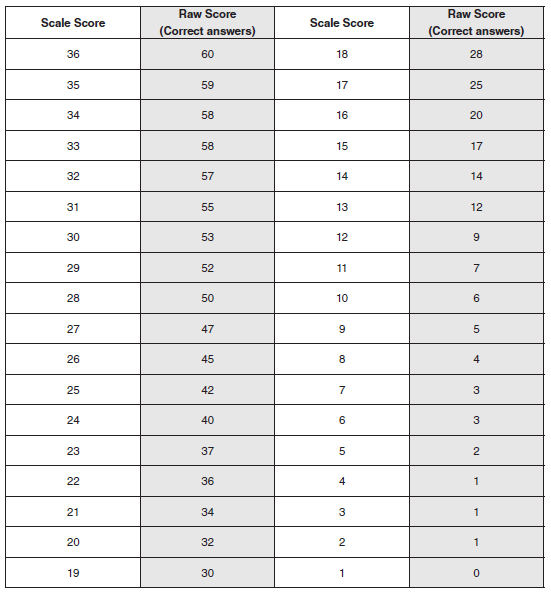 Scale Score Raw Score (Correct answers) Scale Score Raw Score (Correct answers)
36 60 18 28
35 59 17 25
34 58 16 20
33 58 15 17
32 57 14 14
31 55 13 12
30 53 12 9
29 52 11 7
28 50 10 6
27 47 9 5
26 45 8 4
25 42 7 3
24 40 6 3
23 37 5 2
22 36 4 1
21 34 3 1
20 32 2 1
19 30 1 0